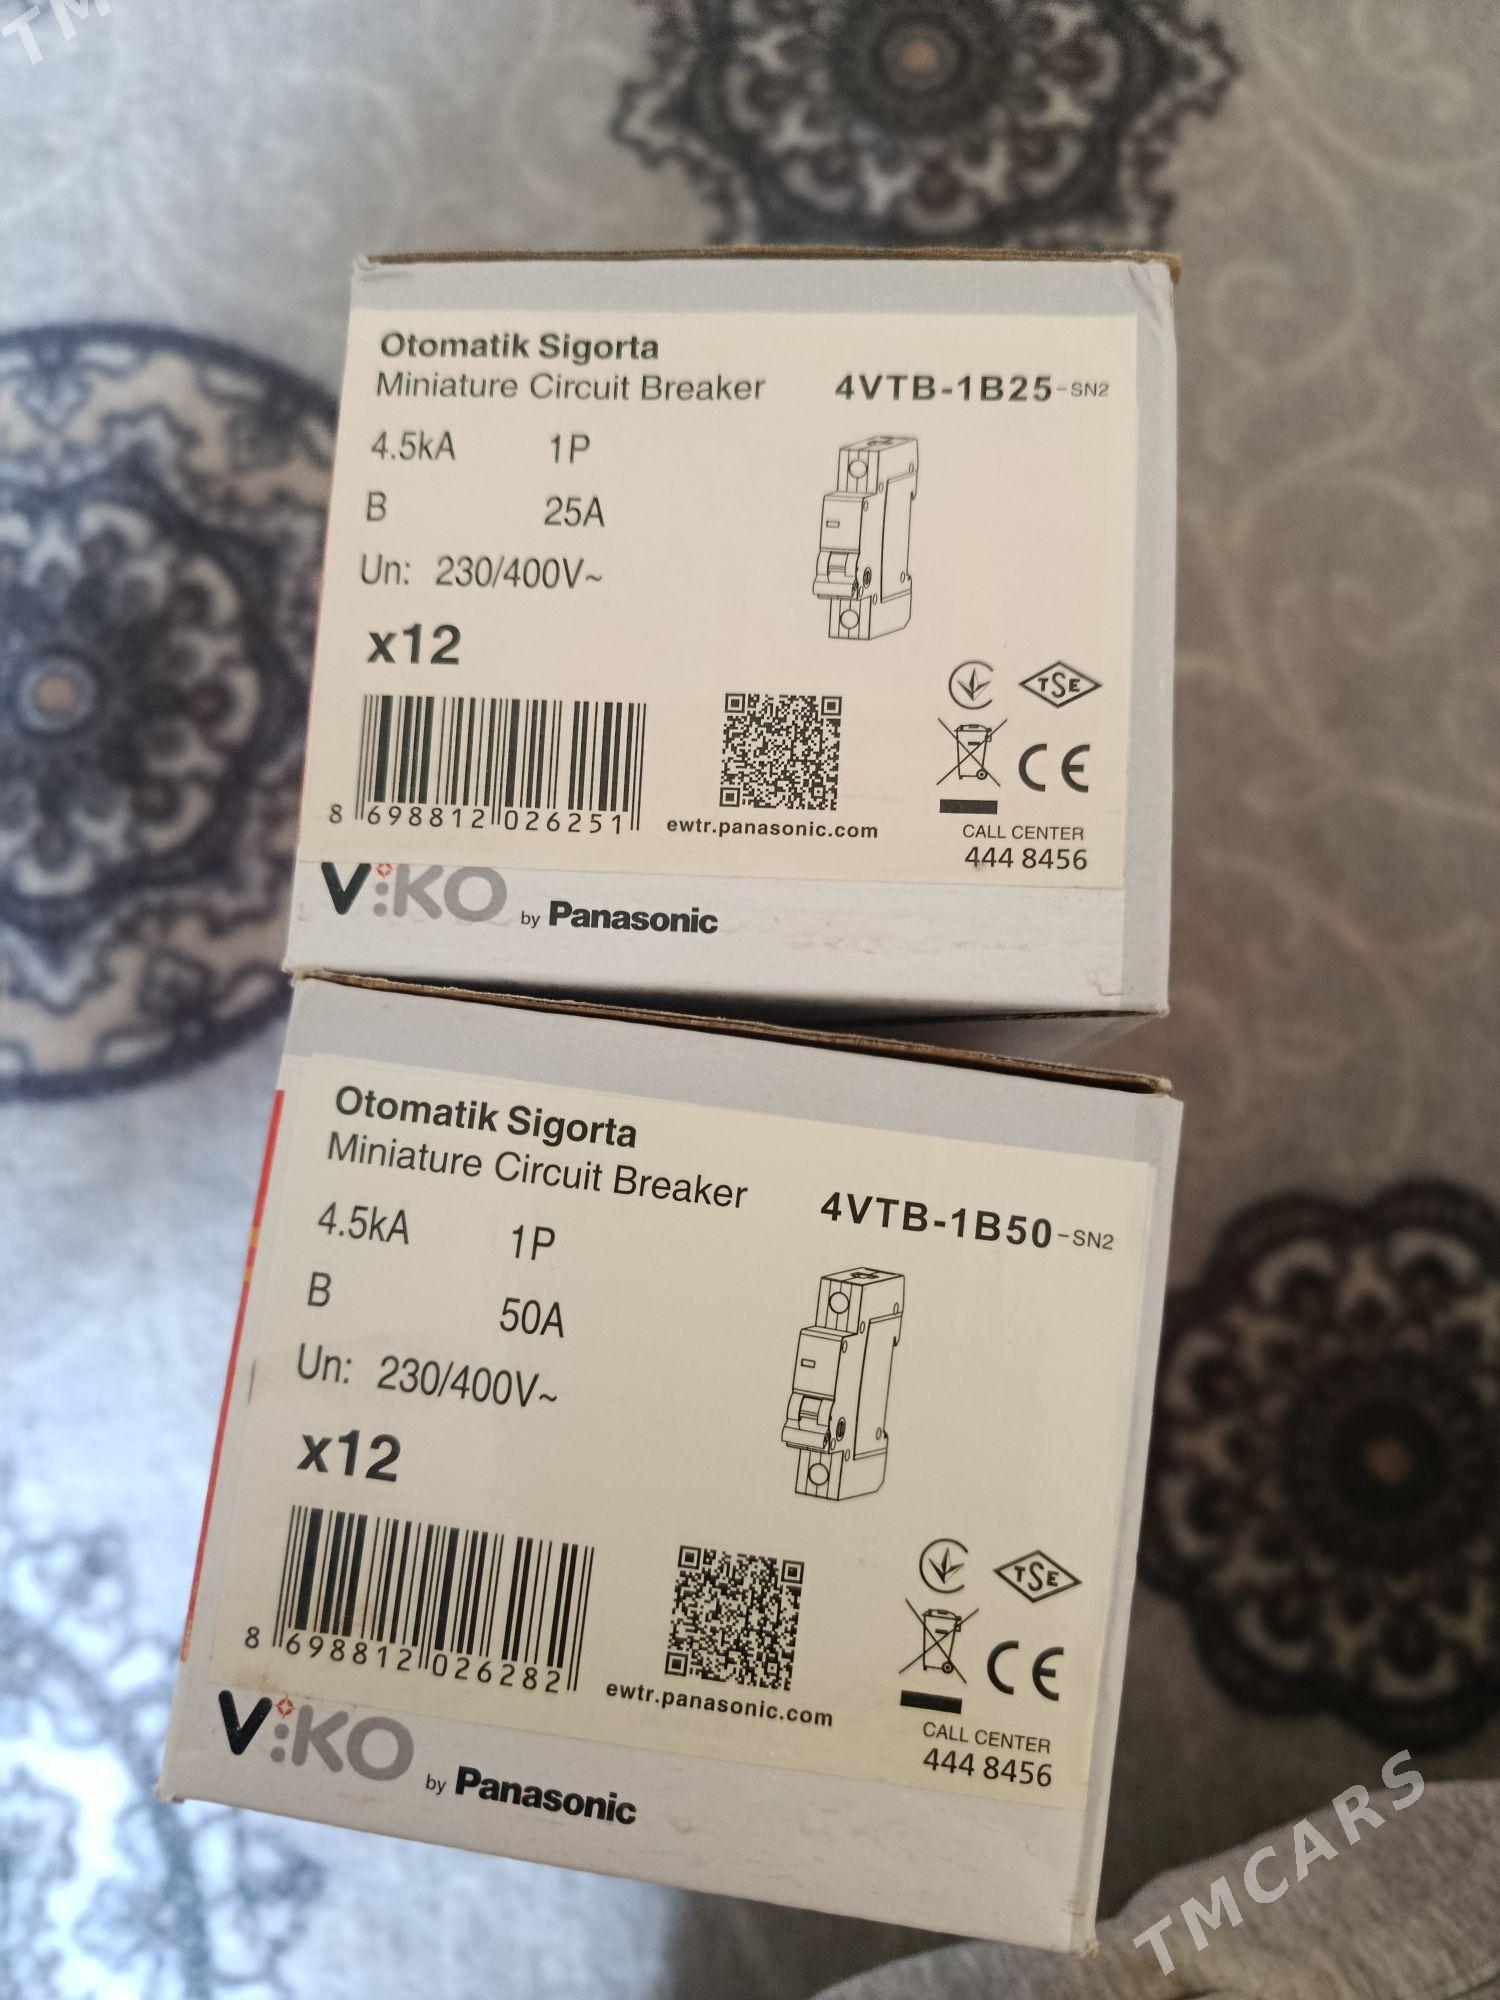 TM
Otomatik Sigorta
Miniature Circuit Breaker 4VTB-1B25-SN2
4.5kA 1P
B 25A
Un: 230/400V~
x12
TSE
CE
8 698812 026251
ewtr.panasonic.com
CALL CENTER
444 8456
ViKO by Panasonic
Otomatik Sigorta
Miniature Circuit Breaker 4VTB-1B50-SN2
4.5kA 1P
B 50A
Un: 230/400V~
x12
TSE
CE
8 698812 026282
ewtr.panasonic.com
CALL CENTER
444 8456
ViKO by Panasonic
TMCARS